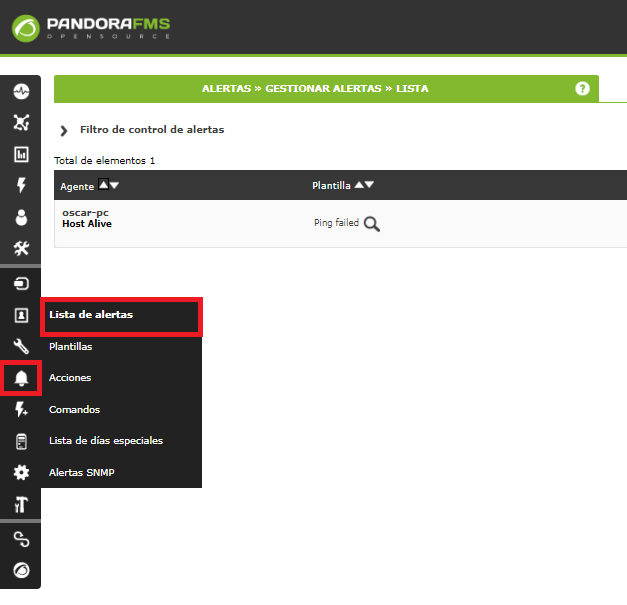 PANDORAFMS
OPENSOURCE
ALERTAS » GESTIONAR ALERTAS » LISTA
?
Filtro de control de alertas
Total de elementos 1
Agente Plantilla
oscar-pc
Host Alive
Ping failed
Lista de alertas
Plantillas
Acciones
Comandos
Lista de días especiales
Alertas SNMP